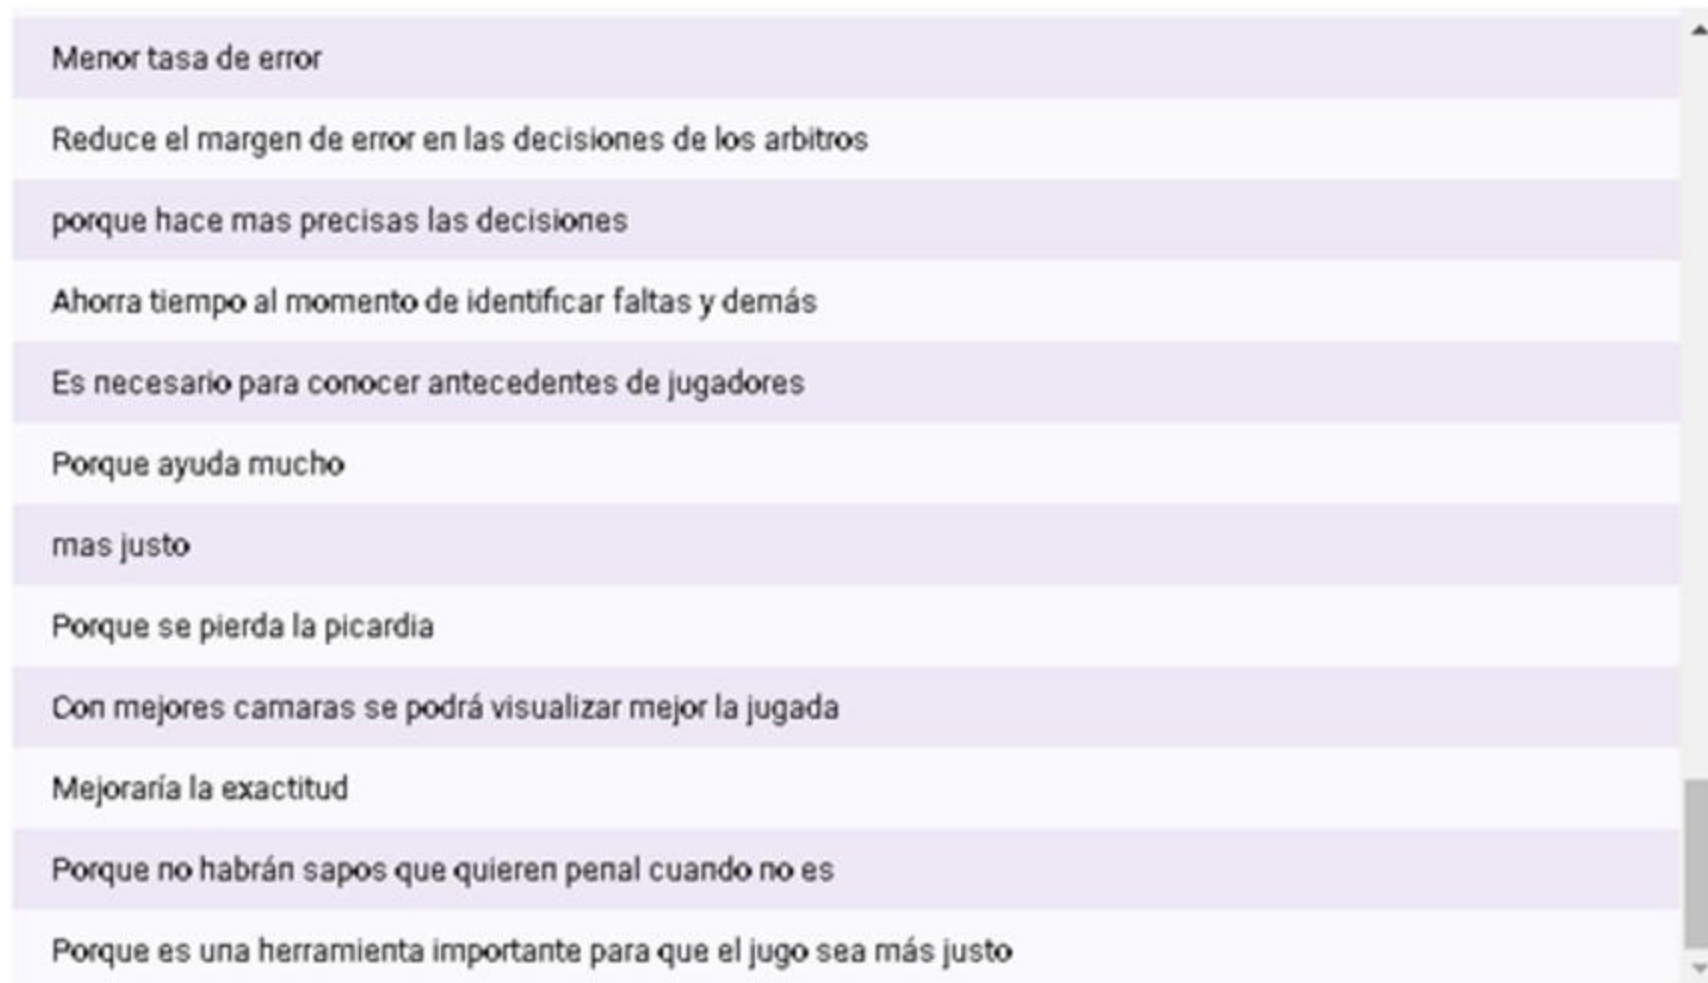 Menor tasa de error
Reduce el margen de error en las decisiones de los arbitros
porque hace mas precisas las decisiones
Ahorra tiempo al momento de identificar faltas y demás
Es necesario para conocer antecedentes de jugadores
Porque ayuda mucho
mas justo
Porque se pierda la picardia
Con mejores camaras se podrá visualizar mejor la jugada
Mejoraría la exactitud
Porque no habrán sapos que quieren penal cuando no es
Porque es una herramienta importante para que el jugo sea más justo